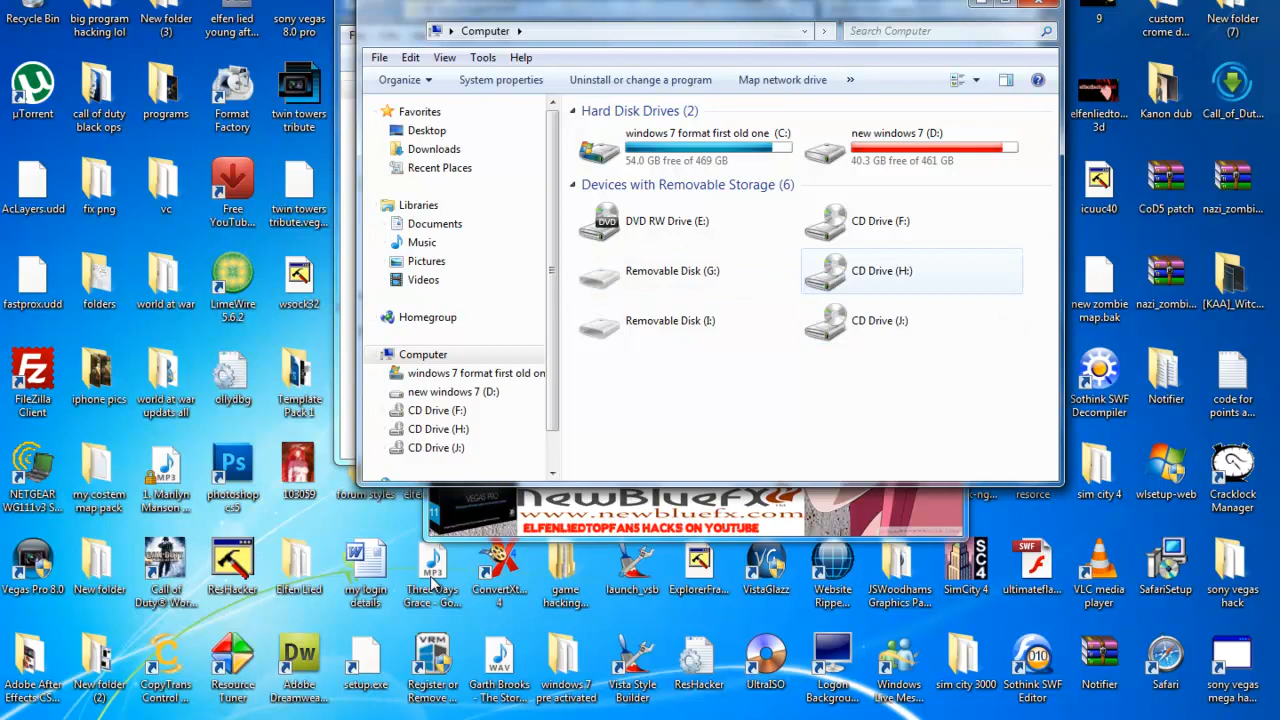 Recycle Bin
big program
hacking lol
New folder
(3)
elfen lied
young aft...
sony vegas
8.0 pro
9
custom
crome d...
New folder
(7)
Computer
Search Computer
File
Edit
View
Tools
Help
Organize
System properties
Uninstall or change a program
Map network drive
»
Favorites
Desktop
Downloads
Recent Places
Libraries
Documents
Music
Pictures
Videos
Homegroup
Computer
windows 7 format first old on
new windows 7 (D:)
CD Drive (F:)
CD Drive (H:)
CD Drive (J:)
Hard Disk Drives (2)
windows 7 format first old one (C:)
54.0 GB free of 469 GB
new windows 7 (D:)
40.3 GB free of 461 GB
Devices with Removable Storage (6)
DVD
DVD RW Drive (E:)
CD Drive (F:)
Removable Disk (G:)
CD Drive (H:)
Removable Disk (I:)
CD Drive (J:)
µTorrent
call of duty
black ops
programs
Format
Factory
twin towers
tribute
elfenliedto...
3d
Kanon dub
Call_of_Dut...
AcLayers.udd
fix png
vc
Free
YouTub...
twin towers
tribute.veg...
icuuc40
CoD5 patch
nazi_zombi...
fastprox.udd
folders
world at war
LimeWire
5.6.2
wsock32
new zombie
map.bak
nazi_zombi...
[KAA]_Witc...
FileZilla
Client
iphone pics
world at war
updats all
ollydbg
Template
Pack 1
Sothink SWF
Decompiler
Notifier
code for
points a...
NETGEAR
WG111v3 S...
my costem
map pack
MP3
1. Marilyn
Manson ...
Ps
photoshop
cs5
103059
forum styles
elfe
VEGAS PRO
11
newBlueFX
www.newbluefx.com
ELFENLIEDTOPFAN5 HACKS ON YOUTUBE
resorce
sim city 4
wlsetup-web
Cracklock
Manager
Vegas Pro 8.0
Call of
Duty® Wor...
ResHacker
Elfen Lied
my login
details
MP3
Three Days
Grace - Go...
ConvertXt...
4
game
hacking...
launch_vsb
ExplorerFra...
VG
VistaGlazz
Website
Rippe...
JSWoodhams
Graphics Pa...
SC4
SimCity 4
SWF
ultimatefla...
VLC media
player
SafariSetup
sony vegas
hack
Adobe After
Effects CS...
New folder
(2)
CopyTrans
Control ...
Resource
Tuner
Dw
Adobe
Dreamwea...
setup.exe
VRM
Register or
Remove ...
WAV
Garth Brooks
- The Stor...
windows 7
pre activated
Vista Style
Builder
ResHacker
UltraISO
Logon
Backgrou...
Windows
Live Mes...
sim city 3000
010
Sothink SWF
Editor
Notifier
Safari
sony vegas
mega ha...